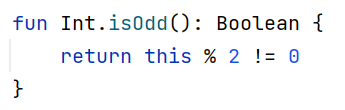 fun Int.isOdd(): Boolean {
    return this % 2 != 0
}